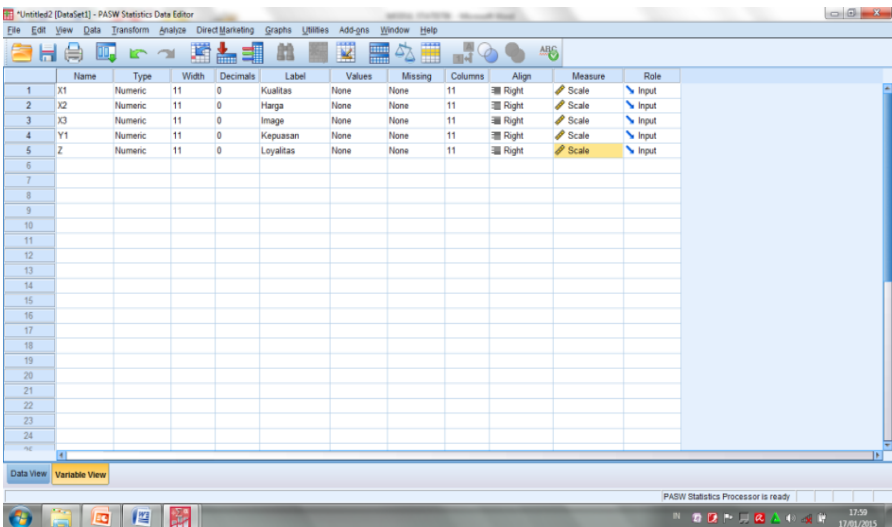 *Untitled2 [DataSet1] - PASW Statistics Data Editor
File Edit View Data Transform Analyze Direct Marketing Graphs Utilities Add-ons Window Help
ABC
Name Type Width Decimals Label Values Missing Columns Align Measure Role
1 X1 Numeric 11 0 Kualitas None None 11 Right Scale Input
2 X2 Numeric 11 0 Harga None None 11 Right Scale Input
3 X3 Numeric 11 0 Image None None 11 Right Scale Input
4 Y1 Numeric 11 0 Kepuasan None None 11 Right Scale Input
5 Z Numeric 11 0 Loyalitas None None 11 Right Scale Input
6
7
8
9
10
11
12
13
14
15
16
17
18
19
20
21
22
23
24
Data View Variable View
PASW Statistics Processor is ready
IN 17:59
17/01/2015